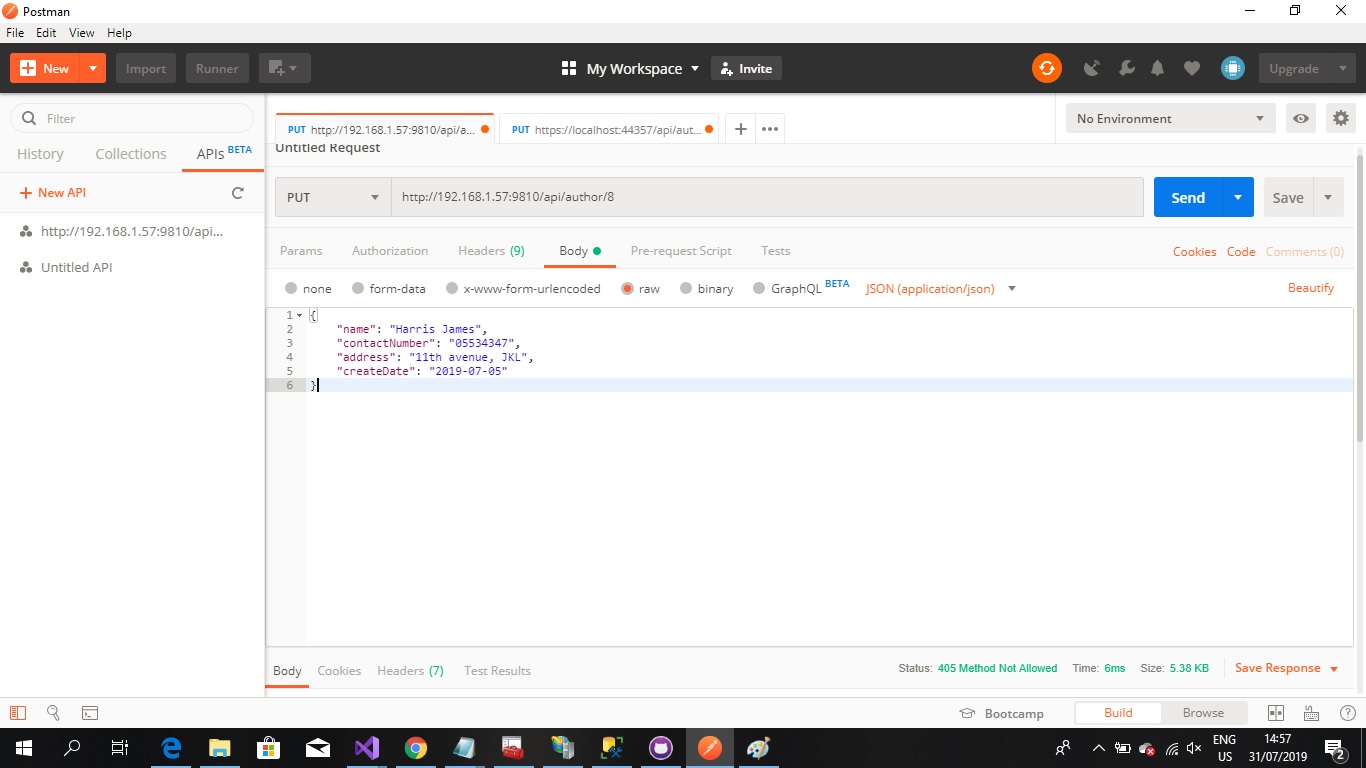 Postman
File Edit View Help
New Import Runner My Workspace Invite Upgrade
Filter
History Collections APIs BETA
New API
http://192.168.1.57:9810/api...
Untitled API
PUT http://192.168.1.57:9810/api/a... PUT https://localhost:44357/api/aut... No Environment
Untitled Request
PUT http://192.168.1.57:9810/api/author/8 Send Save
Params Authorization Headers (9) Body Pre-request Script Tests Cookies Code Comments (0)
none form-data x-www-form-urlencoded raw binary GraphQL BETA JSON (application/json) Beautify
1 {
2 "name": "Harris James",
3 "contactNumber": "05534347",
4 "address": "11th avenue, JKL",
5 "createDate": "2019-07-05"
6 }
Body Cookies Headers (7) Test Results Status: 405 Method Not Allowed Time: 6ms Size: 5.38 KB Save Response
Bootcamp Build Browse
ENG 14:57
US 31/07/2019 2